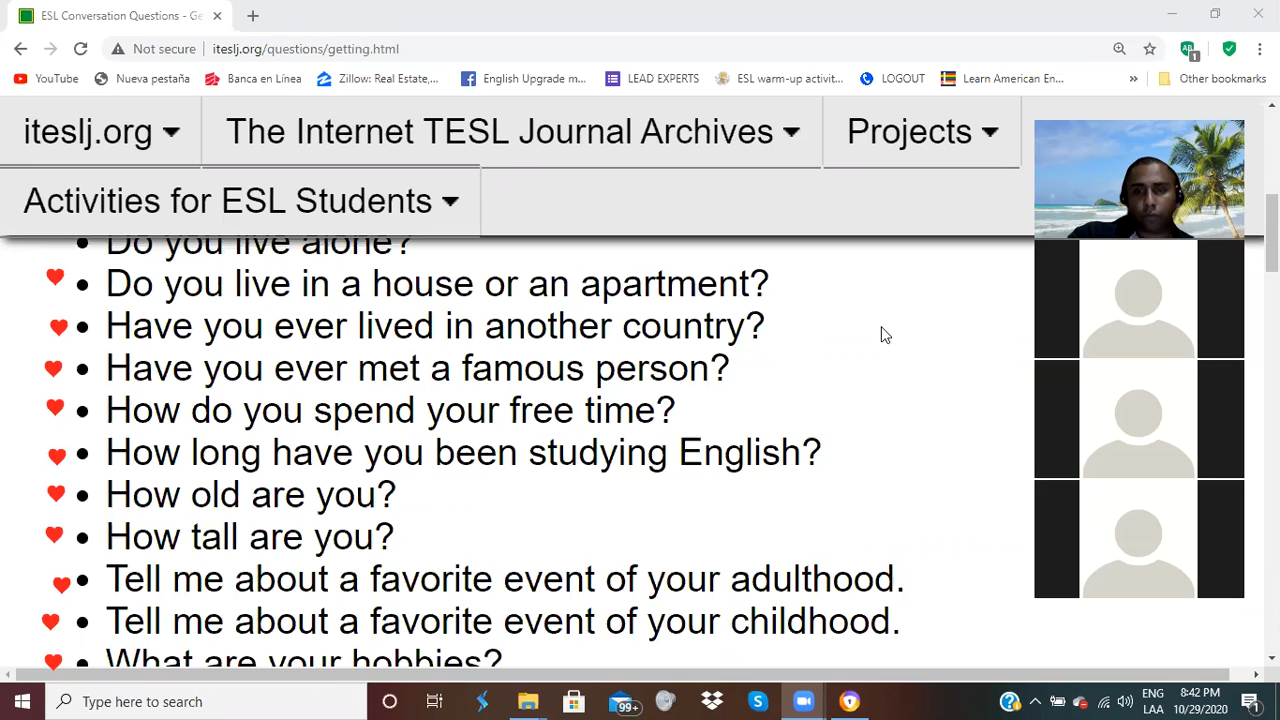 ESL Conversation Questions - Ge
Not secure iteslj.org/questions/getting.html
YouTube Nueva pestaña Banca en Línea Zillow: Real Estate,... English Upgrade m... LEAD EXPERTS ESL warm-up activit... LOGOUT Learn American En... » Other bookmarks
iteslj.org The Internet TESL Journal Archives Projects
Activities for ESL Students
Do you live alone?
Do you live in a house or an apartment?
Have you ever lived in another country?
Have you ever met a famous person?
How do you spend your free time?
How long have you been studying English?
How old are you?
How tall are you?
Tell me about a favorite event of your adulthood.
Tell me about a favorite event of your childhood.
What are your hobbies?
Type here to search 99+ ENG 8:42 PM
LAA 10/29/2020 1